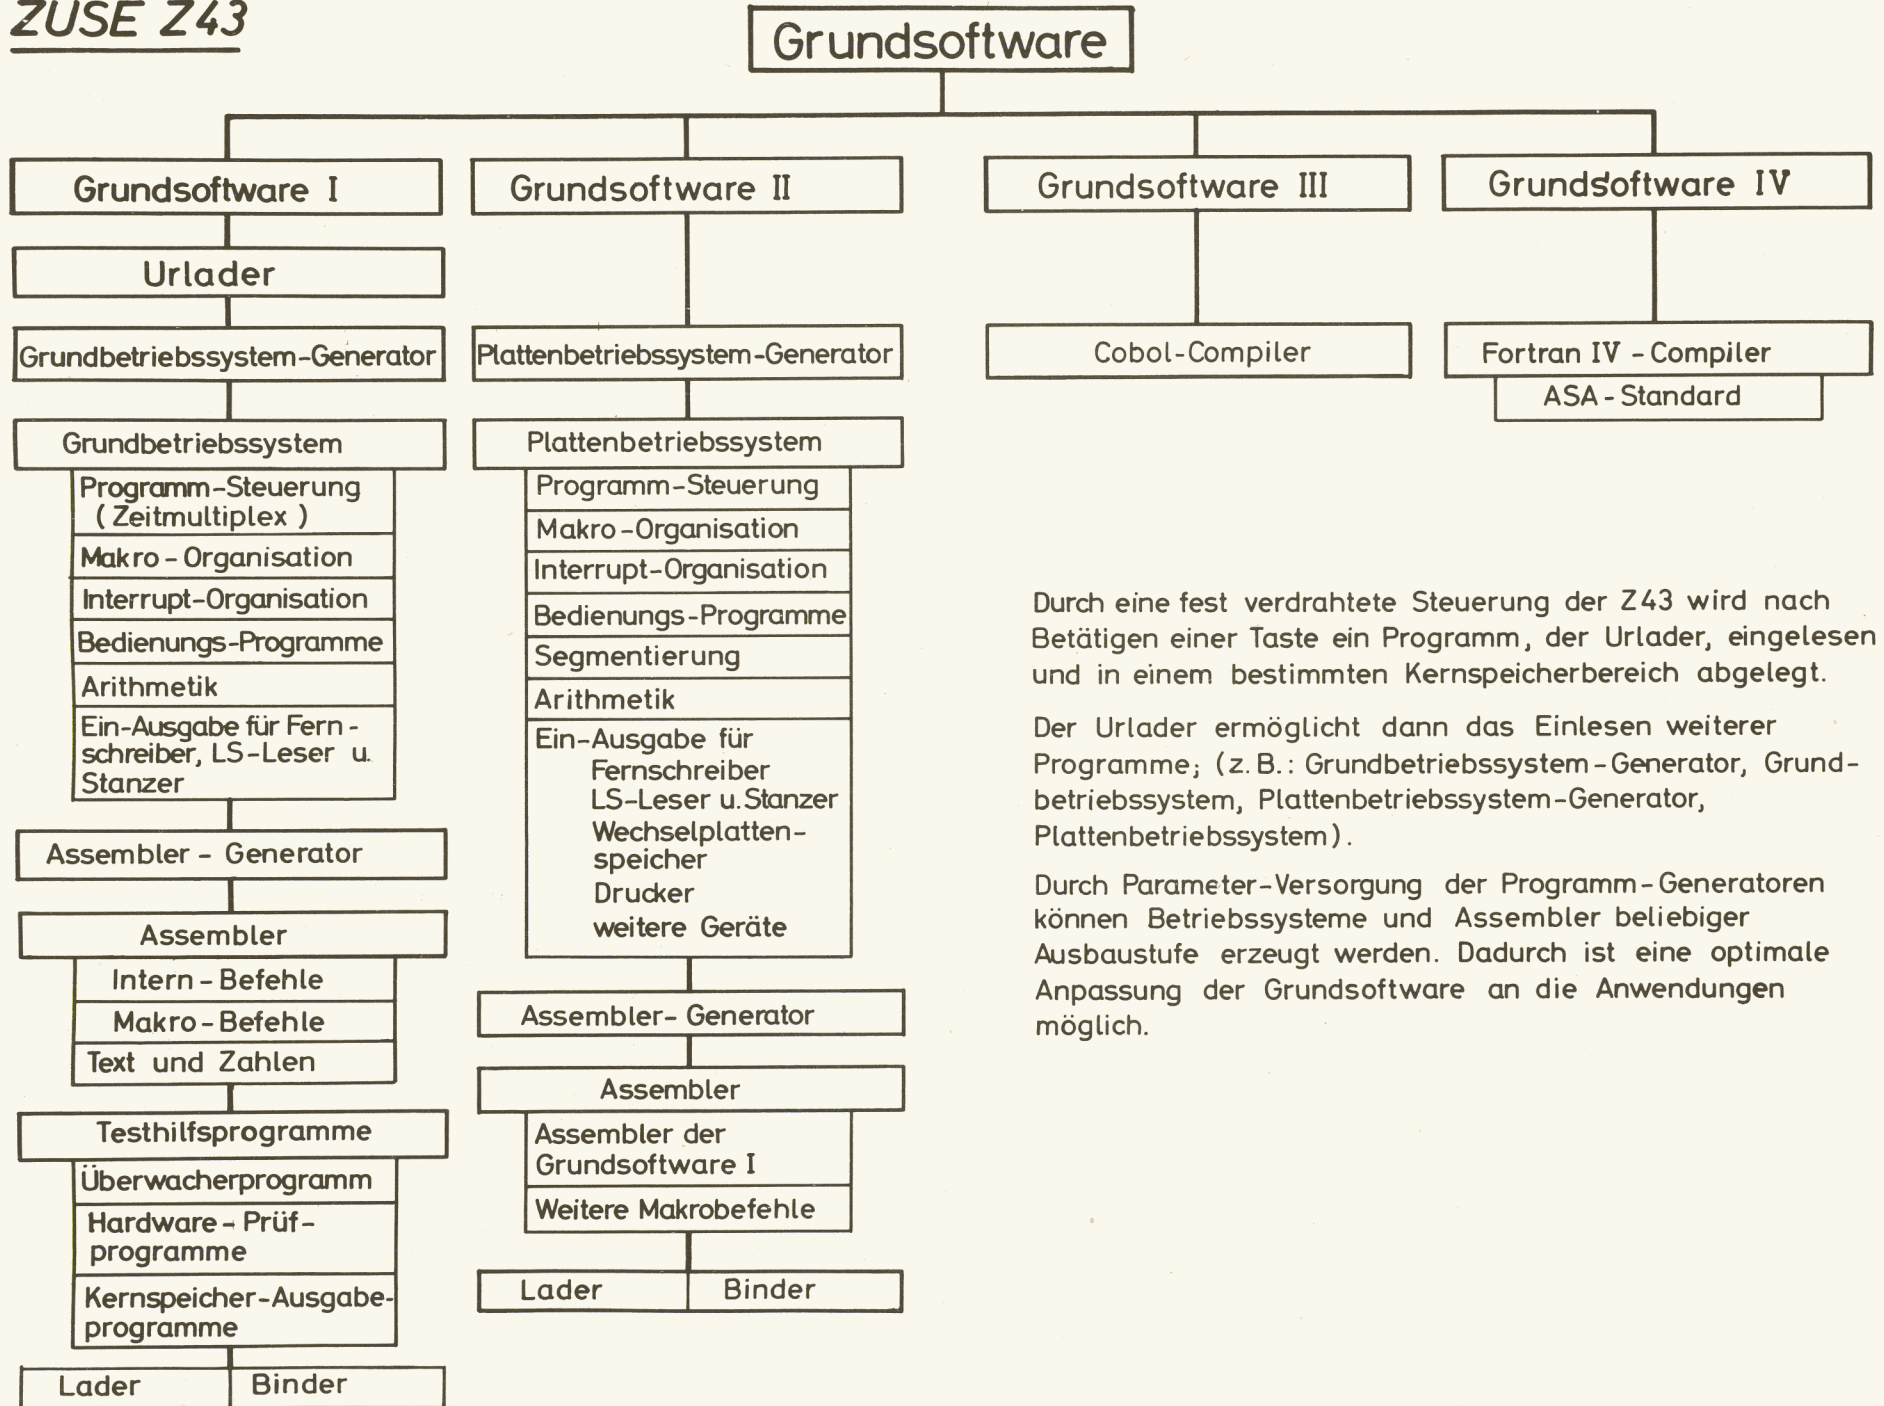 ZUSE Z43
Grundsoftware
Grundsoftware I
Urlader
Grundbetriebssystem-Generator
Grundbetriebssystem
Programm-Steuerung
( Zeitmultiplex )
Makro-Organisation
Interrupt-Organisation
Bedienungs-Programme
Arithmetik
Ein-Ausgabe für Fern-
schreiber, LS-Leser u.
Stanzer
Assembler - Generator
Assembler
Intern-Befehle
Makro-Befehle
Text und Zahlen
Testhilfsprogramme
Überwacherprogramm
Hardware-Prüf-
programme
Kernspeicher-Ausgabe-
programme
Lader
Binder
Grundsoftware II
Plattenbetriebssystem-Generator
Plattenbetriebssystem
Programm-Steuerung
Makro-Organisation
Interrupt-Organisation
Bedienungs-Programme
Segmentierung
Arithmetik
Ein-Ausgabe für
Fernschreiber
LS-Leser u. Stanzer
Wechselplatten-
speicher
Drucker
weitere Geräte
Assembler-Generator
Assembler
Assembler der
Grundsoftware I
Weitere Makrobefehle
Lader
Binder
Grundsoftware III
Cobol-Compiler
Grundsoftware IV
Fortran IV - Compiler
ASA-Standard
Durch eine fest verdrahtete Steuerung der Z43 wird nach
Betätigen einer Taste ein Programm, der Urlader, eingelesen
und in einem bestimmten Kernspeicherbereich abgelegt.
Der Urlader ermöglicht dann das Einlesen weiterer
Programme; (z. B.: Grundbetriebssystem-Generator, Grund-
betriebssystem, Plattenbetriebssystem-Generator,
Plattenbetriebssystem).
Durch Parameter-Versorgung der Programm-Generatoren
können Betriebssysteme und Assembler beliebiger
Ausbaustufe erzeugt werden. Dadurch ist eine optimale
Anpassung der Grundsoftware an die Anwendungen
möglich.